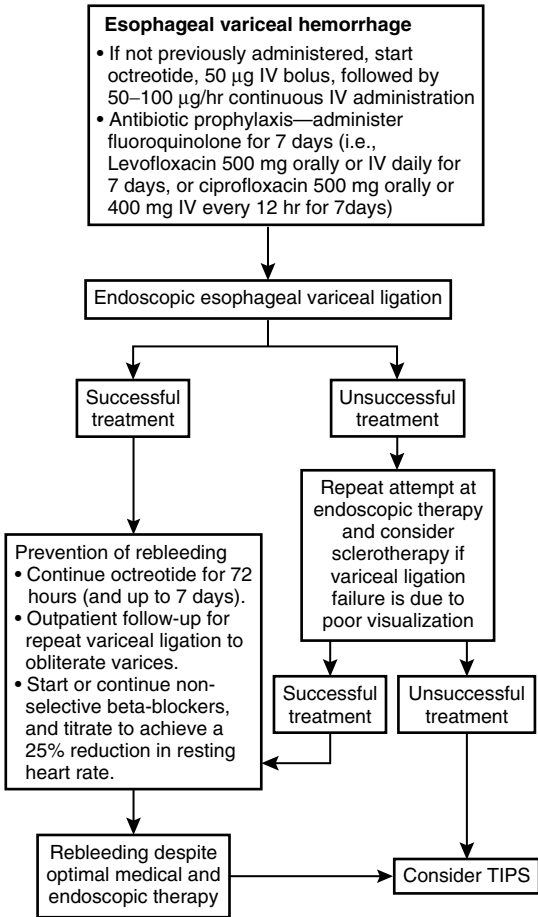 Esophageal variceal hemorrhage
• If not previously administered, start
octreotide, 50 μg IV bolus, followed by
50–100 μg/hr continuous IV administration
• Antibiotic prophylaxis—administer
fluoroquinolone for 7 days (i.e.,
Levofloxacin 500 mg orally or IV daily for
7 days, or ciprofloxacin 500 mg orally or
400 mg IV every 12 hr for 7days)
Endoscopic esophageal variceal ligation
Successful
treatment
Unsuccessful
treatment
Repeat attempt at
endoscopic therapy
and consider
sclerotherapy if
variceal ligation
failure is due to
poor visualization
Prevention of rebleeding
• Continue octreotide for 72
hours (and up to 7 days).
• Outpatient follow-up for
repeat variceal ligation to
obliterate varices.
• Start or continue non-
selective beta-blockers,
and titrate to achieve a
25% reduction in resting
heart rate.
Successful
treatment
Unsuccessful
treatment
Rebleeding despite
optimal medical and
endoscopic therapy
Consider TIPS